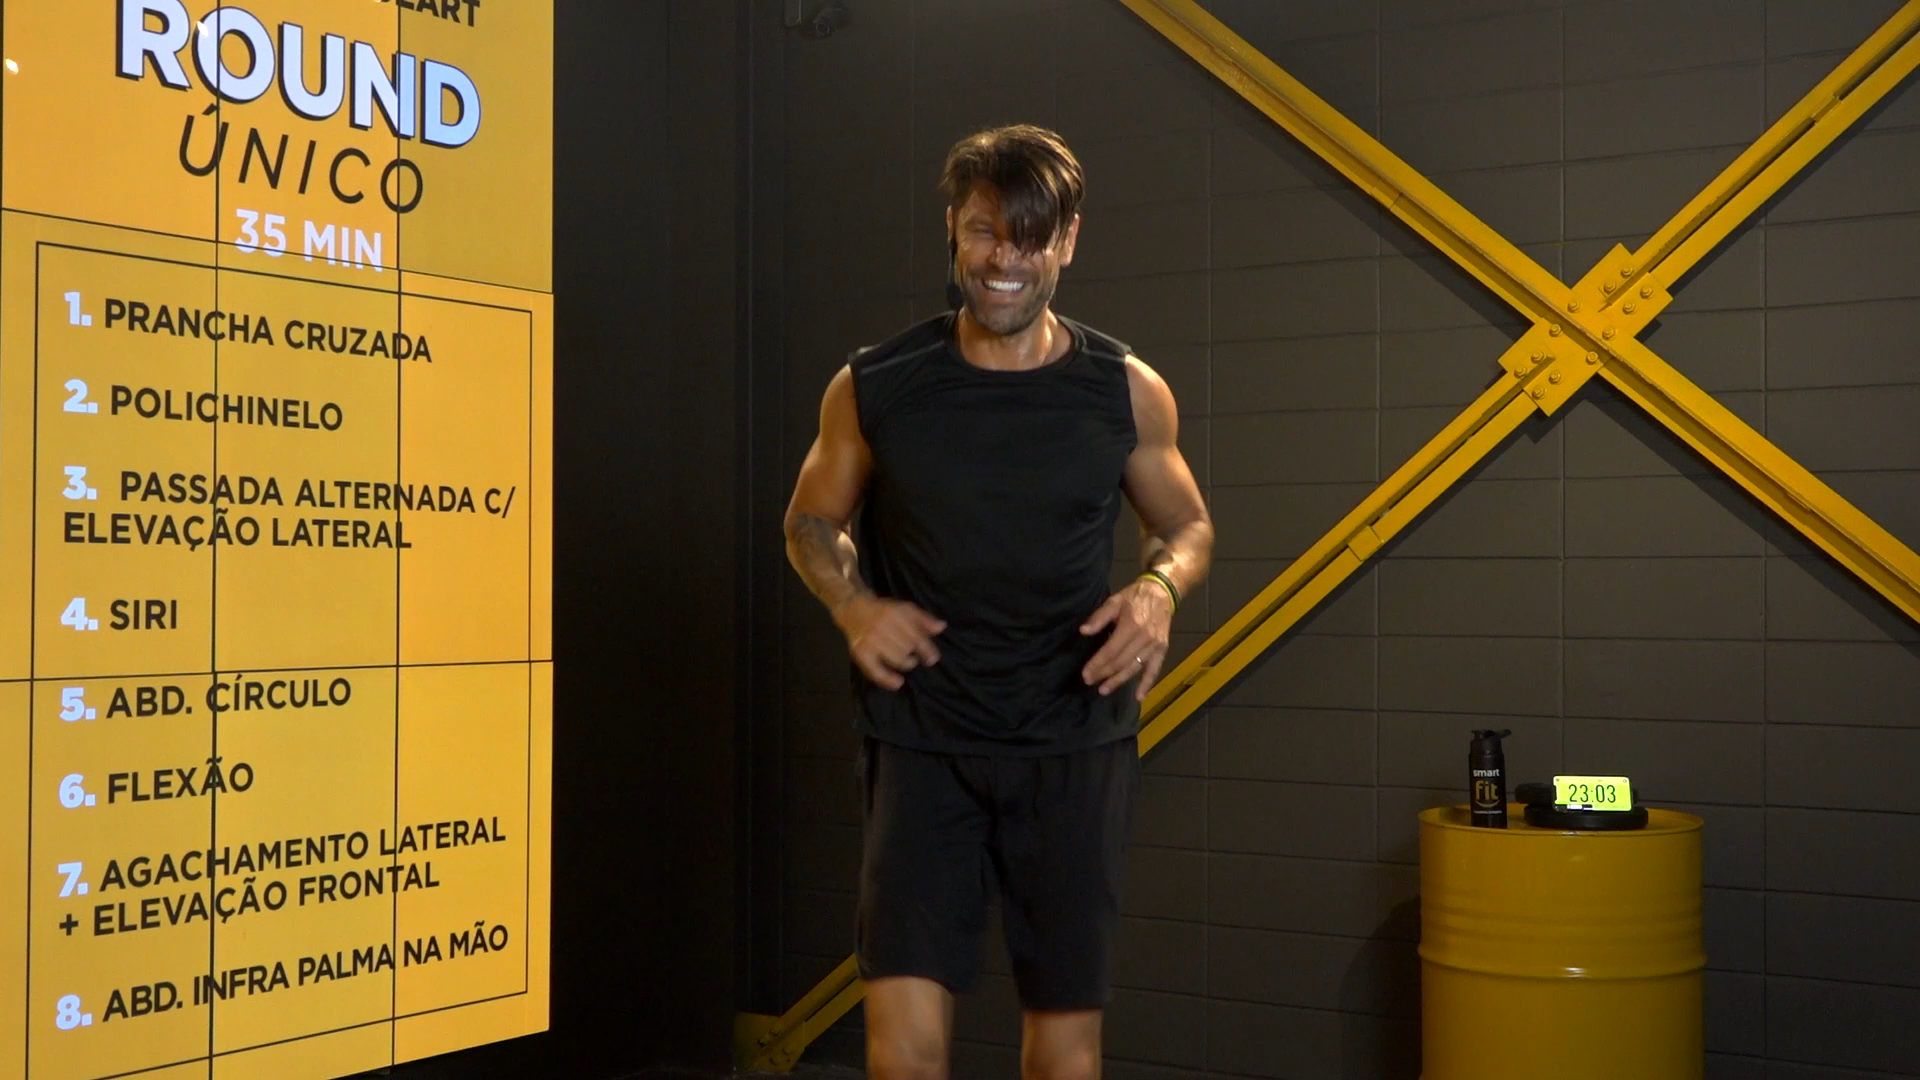 ROUND
ÚNICO
35 MIN
1. PRANCHA CRUZADA
2. POLICHINELO
3. PASSADA ALTERNADA C/
ELEVAÇÃO LATERAL
4. SIRI
5. ABD. CÍRCULO
6. FLEXÃO
7. AGACHAMENTO LATERAL
+ ELEVAÇÃO FRONTAL
8. ABD. INFRA PALMA NA MÃO
smart
fit
23:03